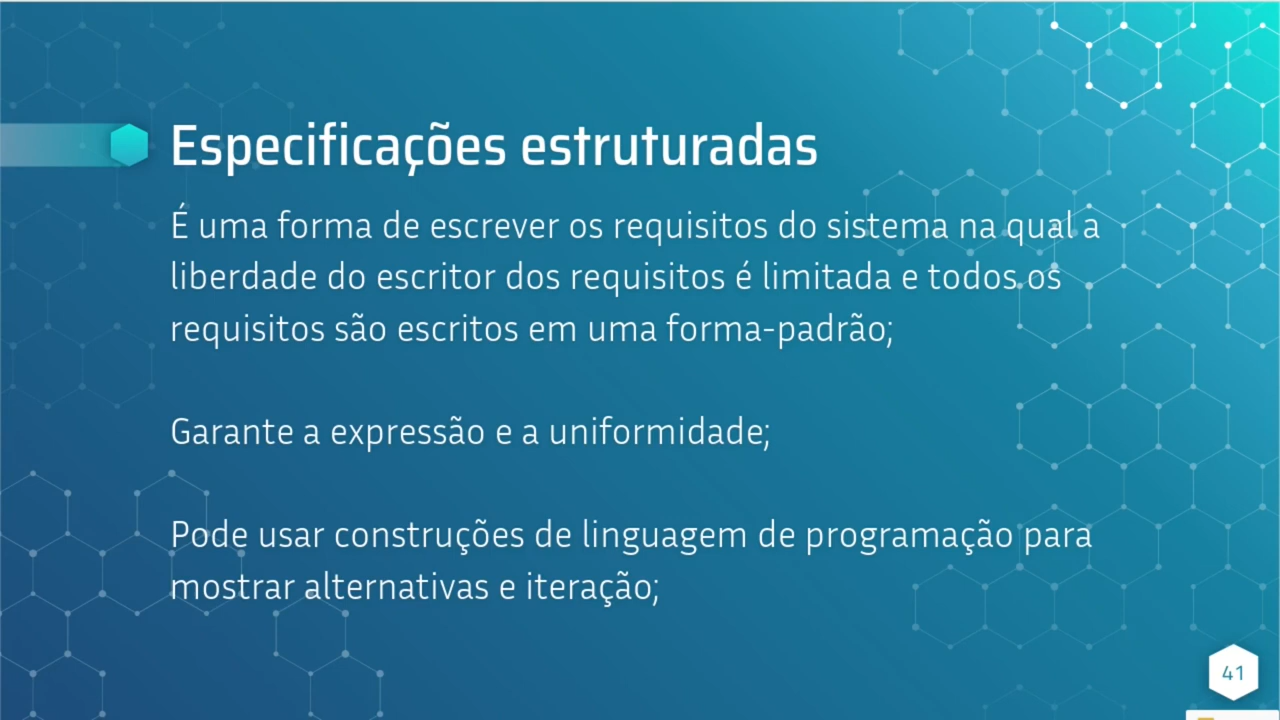 Especificações estruturadas
É uma forma de escrever os requisitos do sistema na qual a
liberdade do escritor dos requisitos é limitada e todos os
requisitos são escritos em uma forma-padrão;
Garante a expressão e a uniformidade;
Pode usar construções de linguagem de programação para
mostrar alternativas e iteração;
41